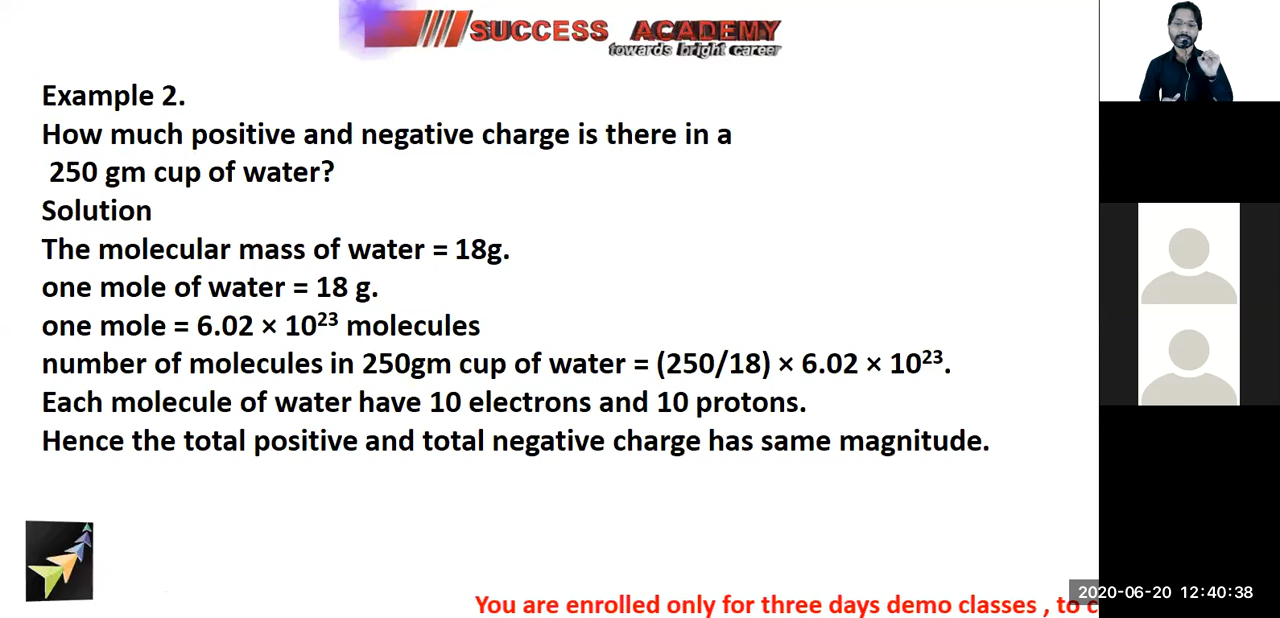 SUCCESS ACADEMY
towards bright career
Example 2.
How much positive and negative charge is there in a
250 gm cup of water?
Solution
The molecular mass of water = 18g.
one mole of water = 18 g.
one mole = 6.02 × 10²³ molecules
number of molecules in 250gm cup of water = (250/18) × 6.02 × 10²³.
Each molecule of water have 10 electrons and 10 protons.
Hence the total positive and total negative charge has same magnitude.
You are enrolled only for three days demo classes , to
2020-06-20 12:40:38